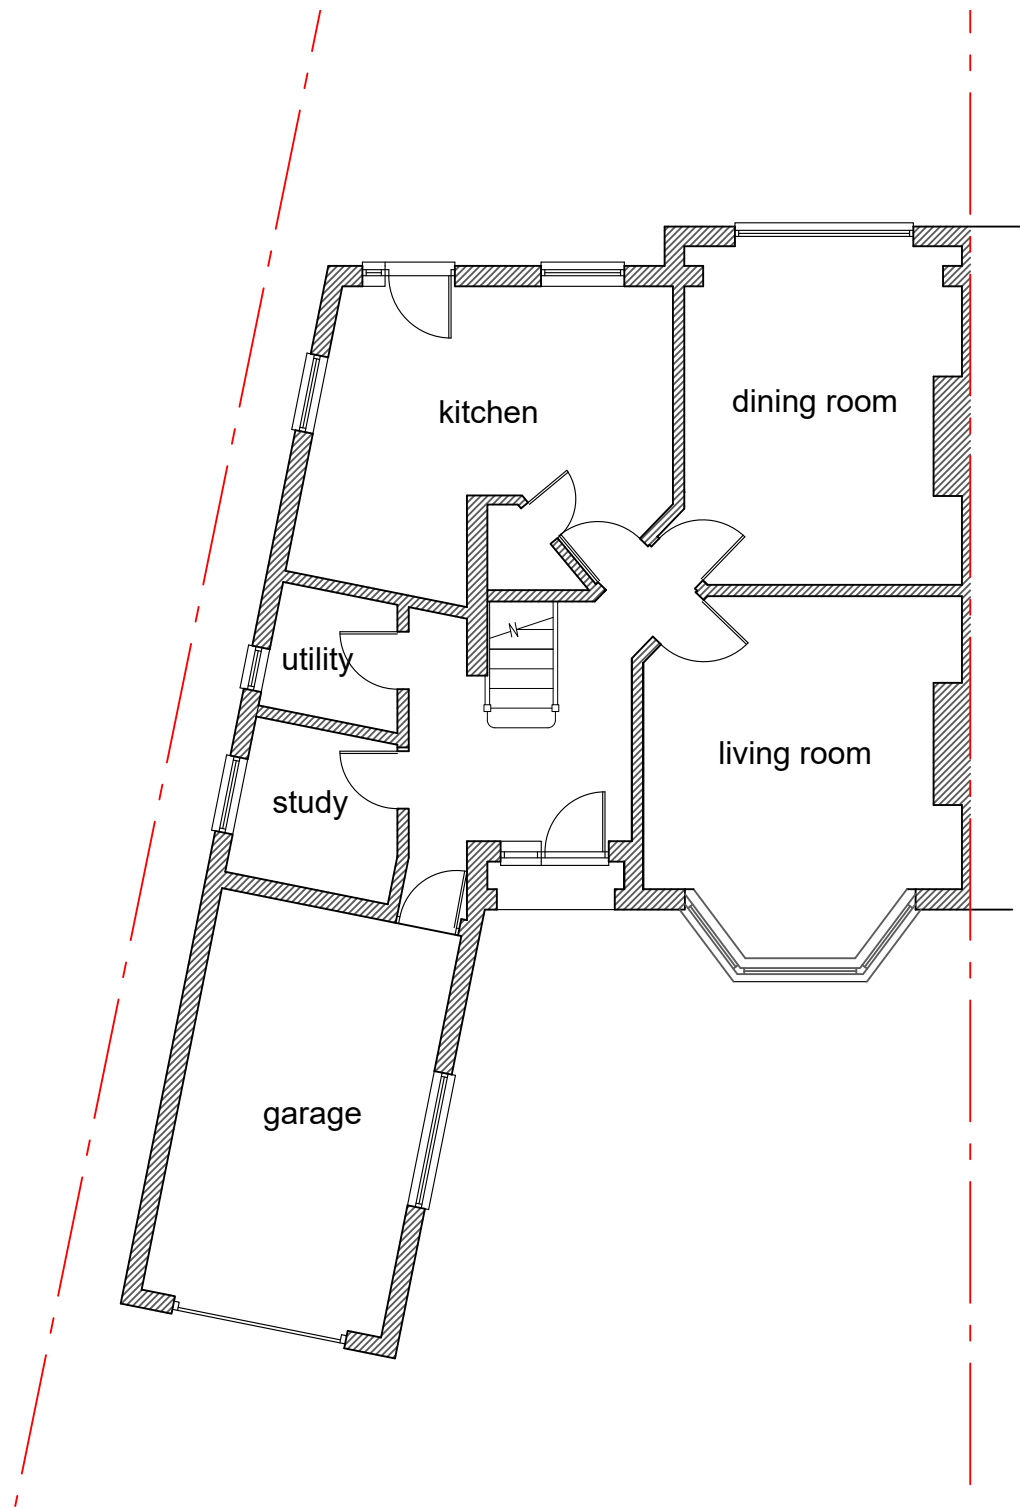 dining room
kitchen
utility
living room
study
garage